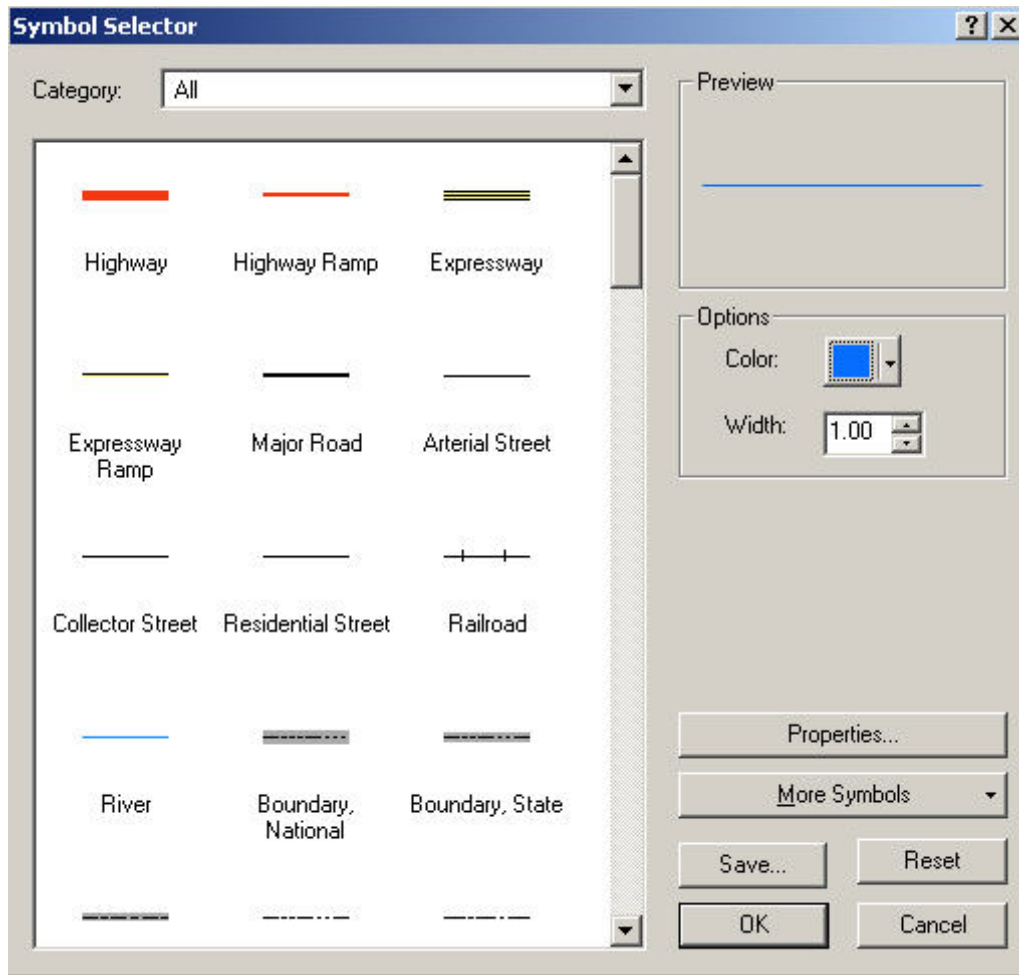 Symbol Selector
Category: All
Highway Highway Ramp Expressway
Expressway
Ramp
Major Road Arterial Street
Collector Street Residential Street Railroad
River Boundary,
National
Boundary, State
Preview
Options
Color:
Width: 1.00
Properties...
More Symbols
Save... Reset
OK Cancel